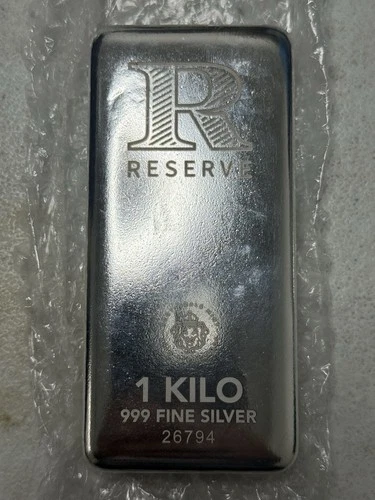 R
RESERVE
1 KILO
999 FINE SILVER
26794